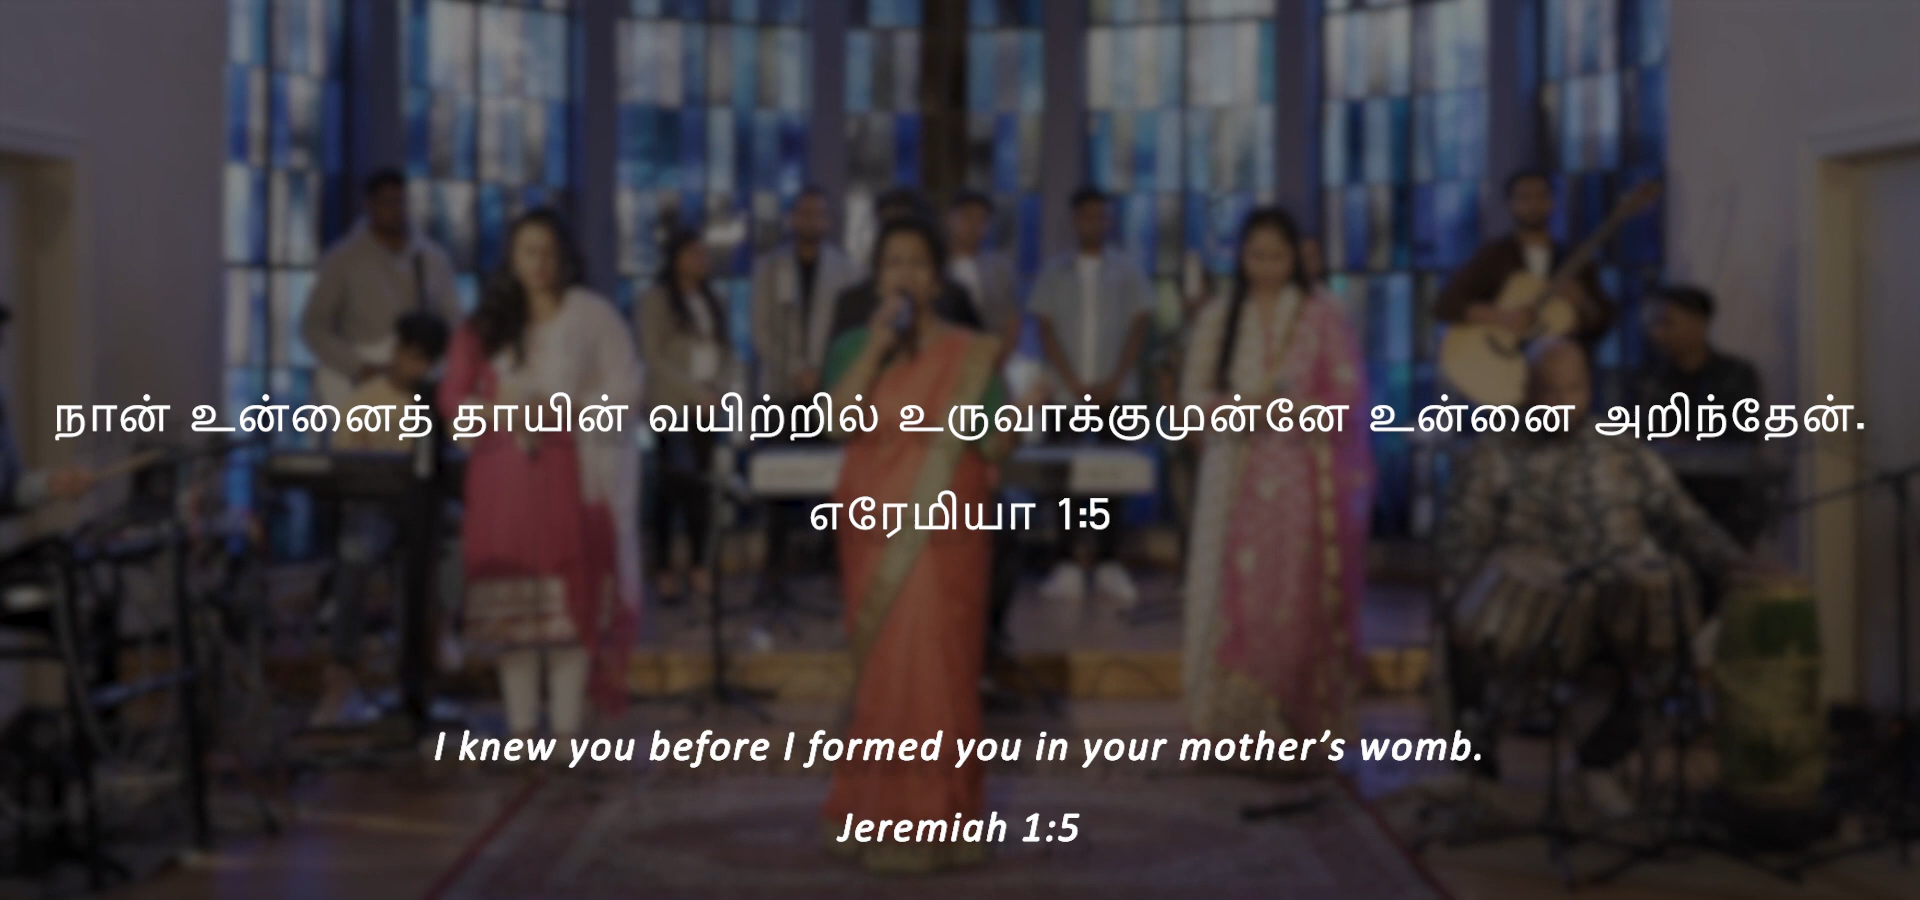 நான் உன்னைத் தாயின் வயிற்றில் உருவாக்குமுன்னே உன்னை அறிந்தேன்.
எரேமியா 1:5
I knew you before I formed you in your mother’s womb.
Jeremiah 1:5